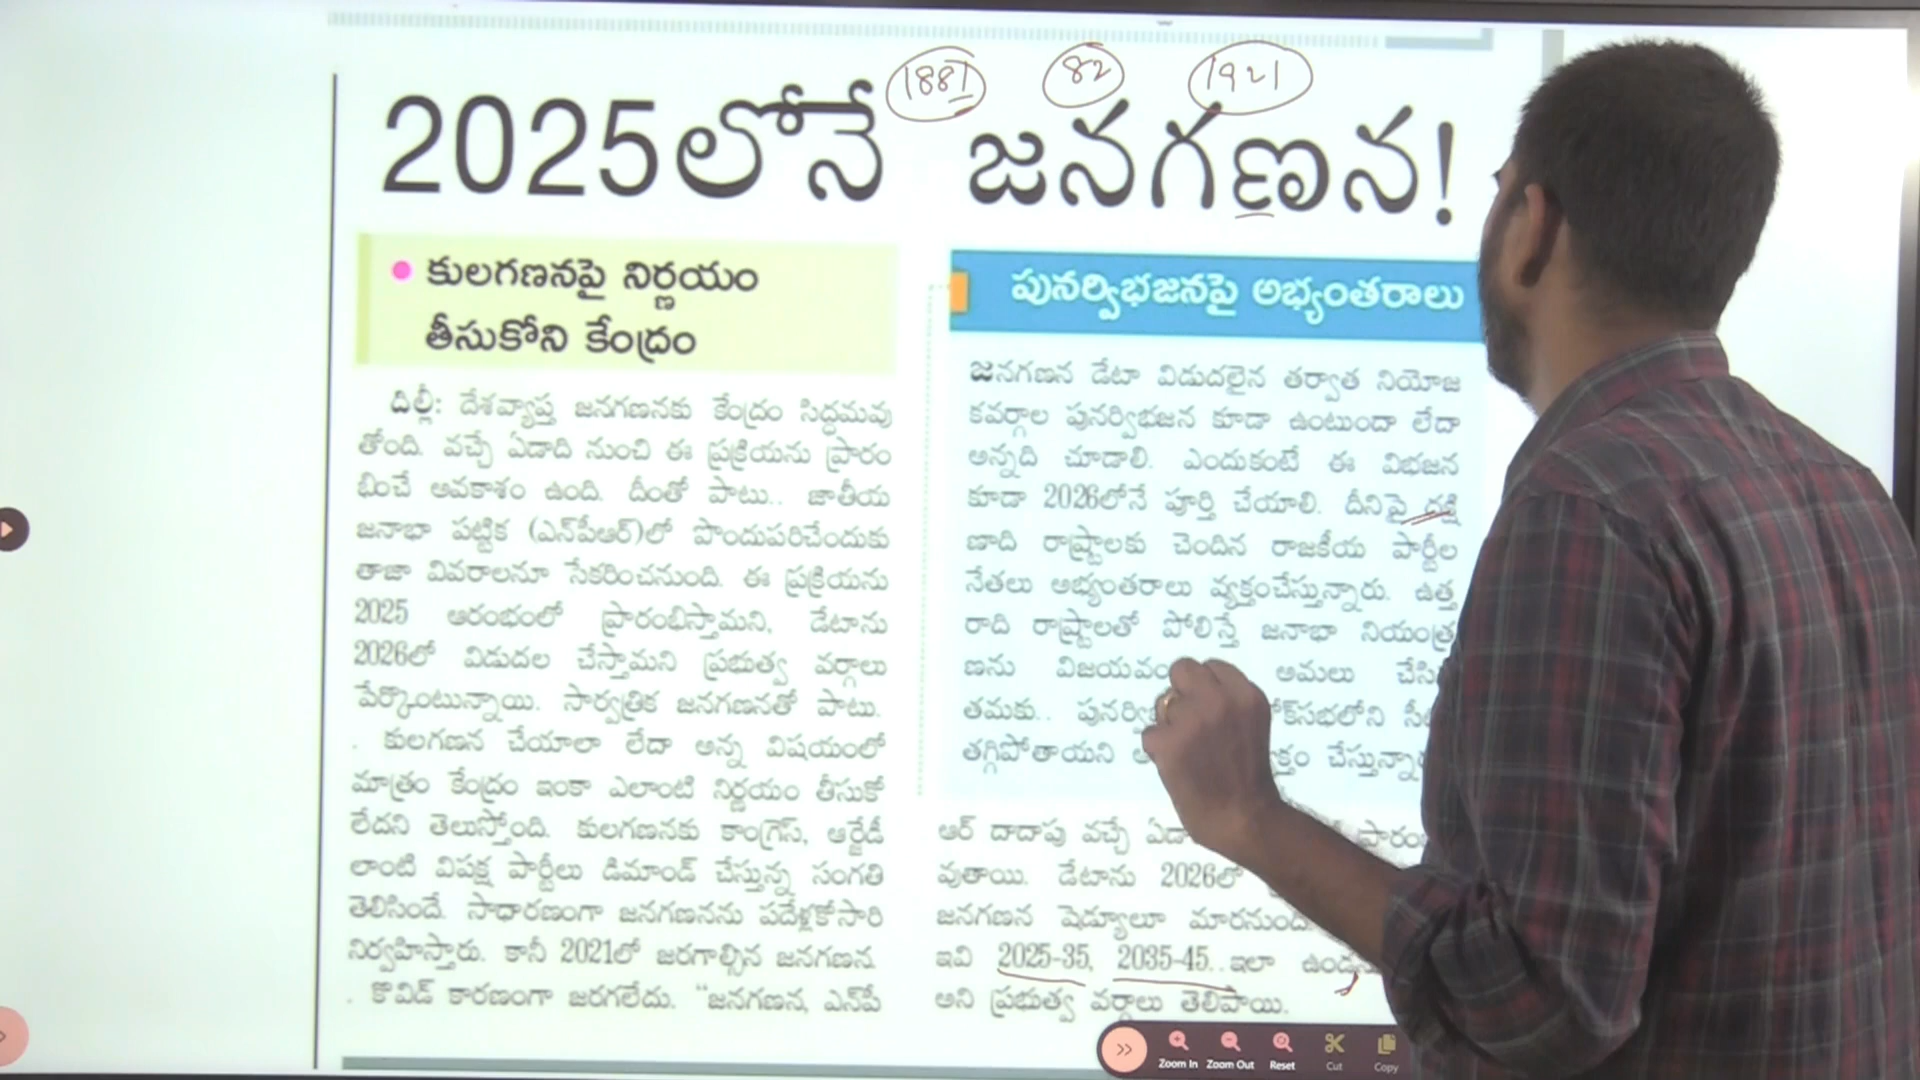 1881 82 1921
2025లోనే జనగణన!
కులగణనపై నిర్ణయం
తీసుకోని కేంద్రం
దిల్లీ: దేశవ్యాప్త జనగణనకు కేంద్రం సిద్ధమవు
తోంది. వచ్చే ఏడాది నుంచి ఈ ప్రక్రియను ప్రారం
భించే అవకాశం ఉంది. దీంతో పాటు.. జాతీయ
జనాభా పట్టిక (ఎన్‌పీఆర్‌)లో పొందుపరిచేందుకు
తాజా వివరాలనూ సేకరించనుంది. ఈ ప్రక్రియను
2025 ఆరంభంలో ప్రారంభిస్తామని, డేటాను
2026లో విడుదల చేస్తామని ప్రభుత్వ వర్గాలు
పేర్కొంటున్నాయి. సార్వత్రిక జనగణనతో పాటు.
. కులగణన చేయాలా లేదా అన్న విషయంలో
మాత్రం కేంద్రం ఇంకా ఎలాంటి నిర్ణయం తీసుకో
లేదని తెలుస్తోంది. కులగణనకు కాంగ్రెస్, ఆర్జేడీ
లాంటి విపక్ష పార్టీలు డిమాండ్ చేస్తున్న సంగతి
తెలిసిందే. సాధారణంగా జనగణనను పదేళ్లకోసారి
నిర్వహిస్తారు. కానీ 2021లో జరగాల్సిన జనగణన
. కొవిడ్ కారణంగా జరగలేదు. "జనగణన, ఎన్‌పీ
పునర్విభజనపై అభ్యంతరాలు
జనగణన డేటా విడుదలైన తర్వాత నియోజ
కవర్గాల పునర్విభజన కూడా ఉంటుందా లేదా
అన్నది చూడాలి. ఎందుకంటే ఈ విభజన
కూడా 2026లోనే పూర్తి చేయాలి. దీనిపై దక్షి
ణాది రాష్ట్రాలకు చెందిన రాజకీయ పార్టీల
నేతలు అభ్యంతరాలు వ్యక్తంచేస్తున్నారు. ఉత్త
రాది రాష్ట్రాలతో పోలిస్తే జనాభా నియంత్ర
ణను అమలు
తమకు..
తగ్గిపోతాయని
ఆర్ దాదాపు వచ్చే
వుతాయి. డేటాను 2026లో
జనగణన షెడ్యూలూ మారనుంది.
ఇవి 2025-35, 2035-45.. ఇలా
అని ప్రభుత్వ వర్గాలు తెలిపాయి.
Zoom In Zoom Out Reset Cut Copy